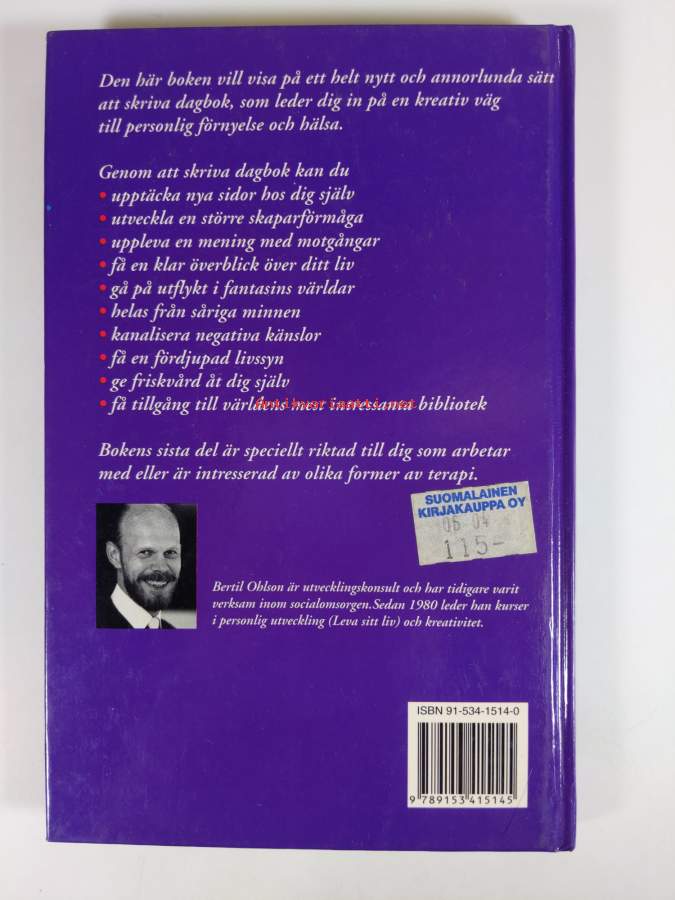 Den här boken vill visa på ett helt nytt och annorlunda sätt
att skriva dagbok, som leder dig in på en kreativ väg
till personlig förnyelse och hälsa.
Genom att skriva dagbok kan du
• upptäcka nya sidor hos dig själv
• utveckla en större skaparförmåga
• uppleva en mening med motgångar
• få en klar överblick över ditt liv
• gå på utflykt i fantasins världar
• helas från såriga minnen
• kanalisera negativa känslor
• få en fördjupad livssyn
• ge friskvård åt dig själv
• få tillgång till världens mest intressanta bibliotek
antikvariaatti.net
Bokens sista del är speciellt riktad till dig som arbetar
med eller är intresserad av olika former av terapi.
SUOMALAINEN
KIRJAKAUPPA OY
06 04
115-
Bertil Ohlson är utvecklingskonsult och har tidigare varit
verksam inom socialomsorgen.Sedan 1980 leder han kurser
i personlig utveckling (Leva sitt liv) och kreativitet.
ISBN 91-534-1514-0
9 789153 415145